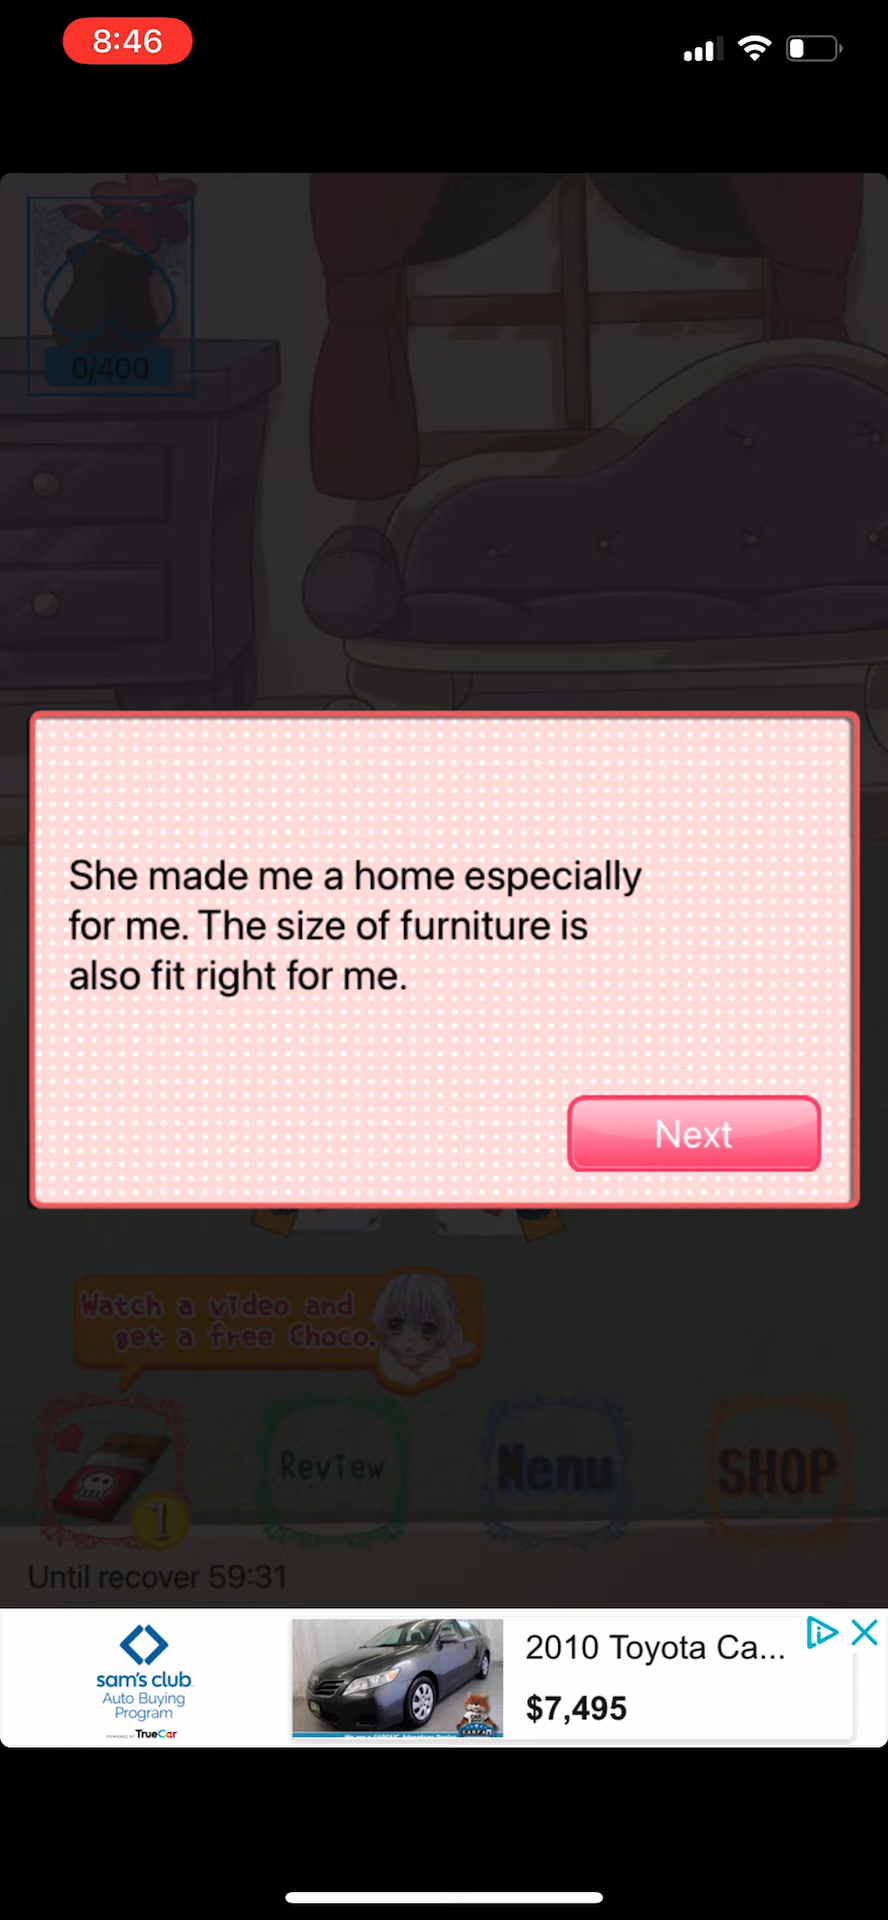 8:46
0/400
She made me a home especially
for me. The size of furniture is
also fit right for me.
Next
Watch a video and
get a free Choco.
1
Review
Menu
SHOP
Until recover 59:31
sam's club
Auto Buying
Program
POWERED BY TrueCar
2010 Toyota Ca...
$7,495